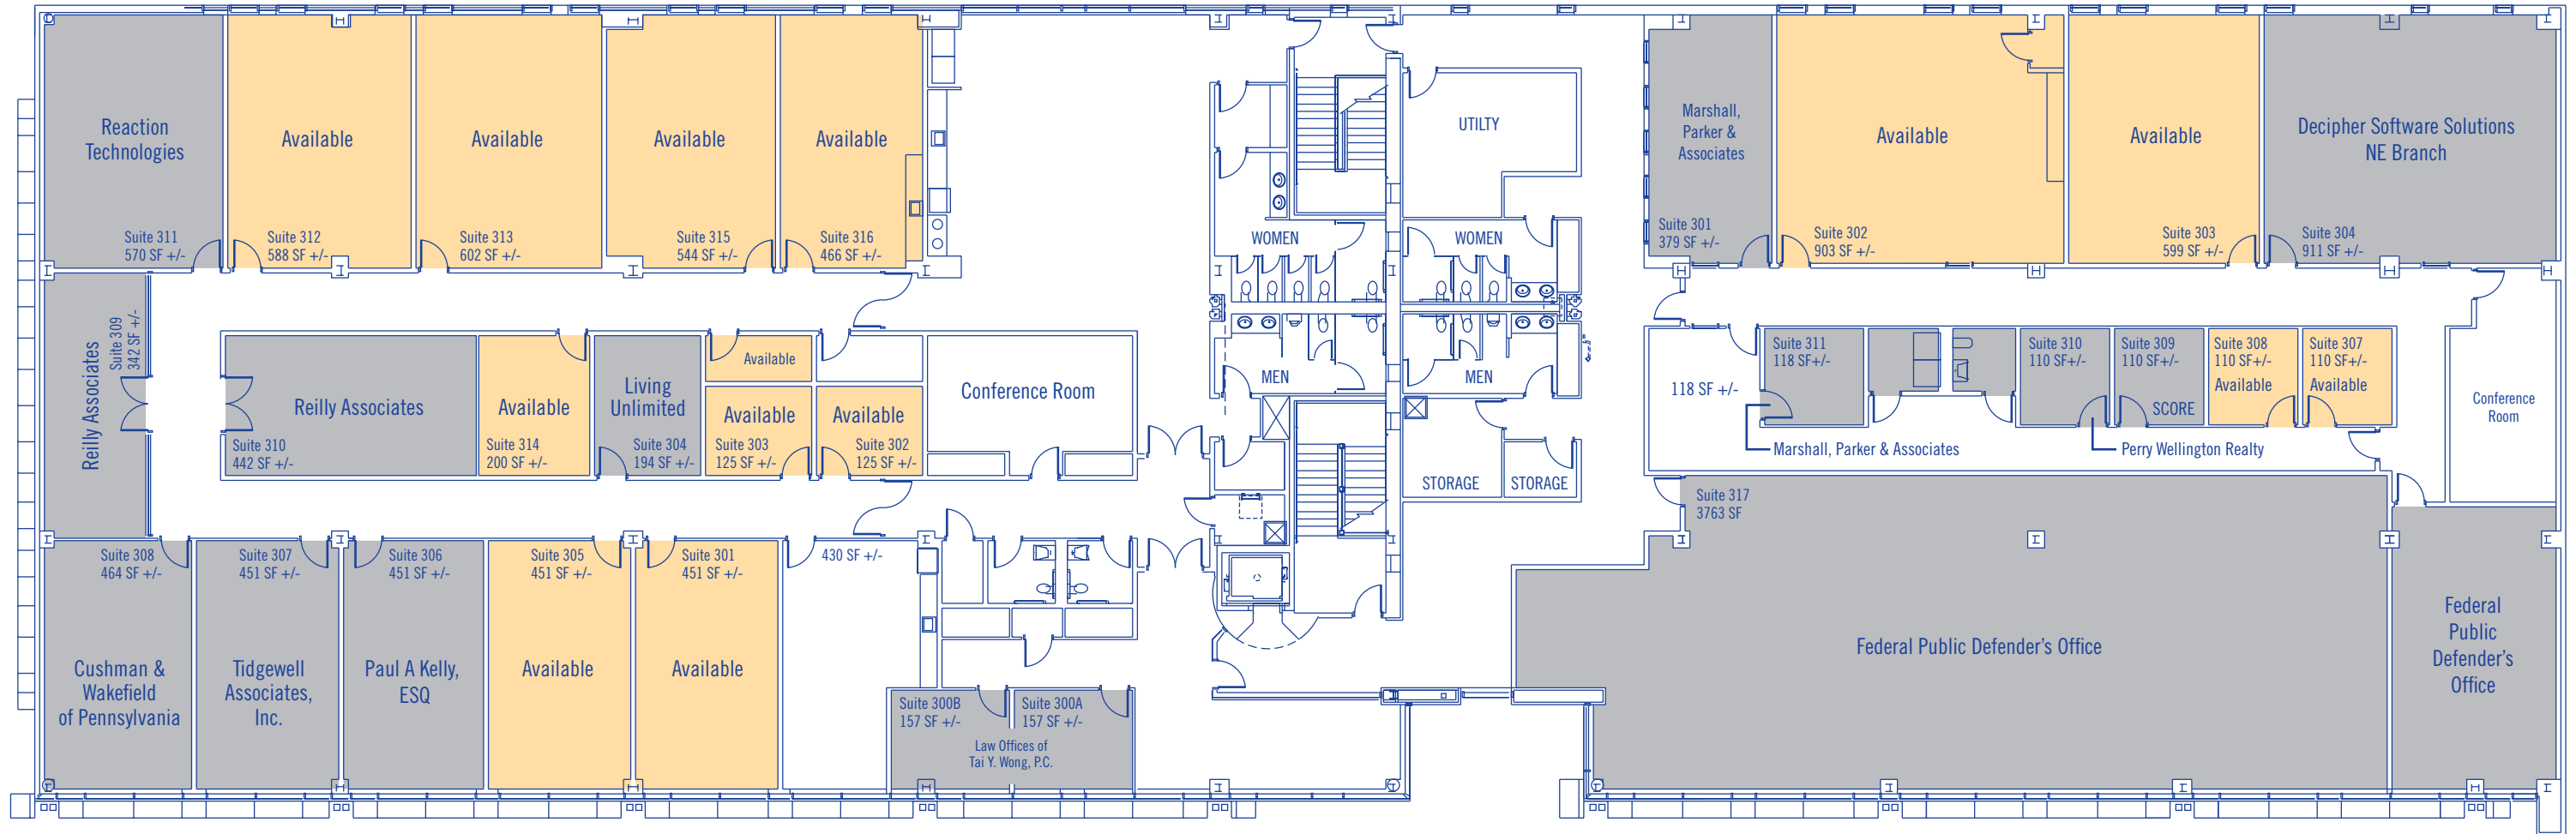 Reaction
Technologies
Suite 311
570 SF +/-
Available
Suite 312
588 SF +/-
Available
Suite 313
602 SF +/-
Available
Suite 315
544 SF +/-
Available
Suite 316
466 SF +/-
WOMEN
MEN
UTILTY
WOMEN
MEN
STORAGE
STORAGE
Marshall,
Parker &
Associates
Suite 301
379 SF +/-
Available
Suite 302
903 SF +/-
Available
Suite 303
599 SF +/-
Decipher Software Solutions
NE Branch
Suite 304
911 SF +/-
Reilly Associates
Suite 309
342 SF +/-
Reilly Associates
Suite 310
442 SF +/-
Available
Suite 314
200 SF +/-
Living
Unlimited
Suite 304
194 SF +/-
Available
Available
Suite 303
125 SF +/-
Available
Suite 302
125 SF +/-
Conference Room
118 SF +/-
Suite 311
118 SF+/-
Marshall, Parker & Associates
Suite 310
110 SF+/-
Perry Wellington Realty
Suite 309
110 SF+/-
SCORE
Suite 308
110 SF+/-
Available
Suite 307
110 SF+/-
Available
Conference
Room
Suite 308
464 SF +/-
Cushman &
Wakefield
of Pennsylvania
Suite 307
451 SF +/-
Tidgewell
Associates,
Inc.
Suite 306
451 SF +/-
Paul A Kelly,
ESQ
Suite 305
451 SF +/-
Available
Suite 301
451 SF +/-
Available
430 SF +/-
Suite 300B
157 SF +/-
Suite 300A
157 SF +/-
Law Offices of
Tai Y. Wong, P.C.
Suite 317
3763 SF
Federal Public Defender's Office
Federal
Public
Defender's
Office